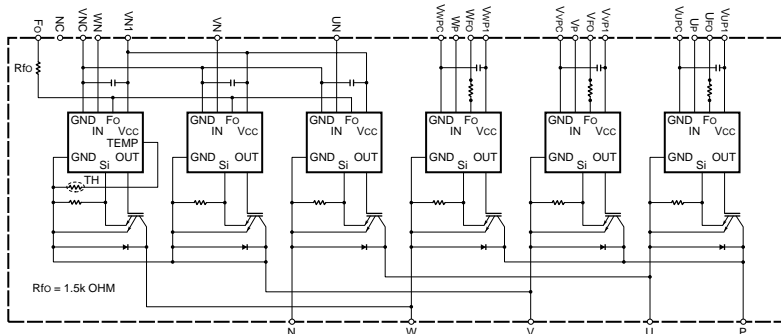 FO NC VNC WN VN1 VN UN VWPC WP WFO VWP1 VVPC VP VFO VVP1 VUPC UP UFO VUP1
RfO
GND FO GND FO GND FO GND FO GND FO GND FO
IN VCC IN VCC IN VCC IN VCC IN VCC IN VCC
TEMP
GND OUT GND OUT GND OUT GND OUT GND OUT GND OUT
Si Si Si Si Si Si
TH
RfO = 1.5k OHM
N W V U P